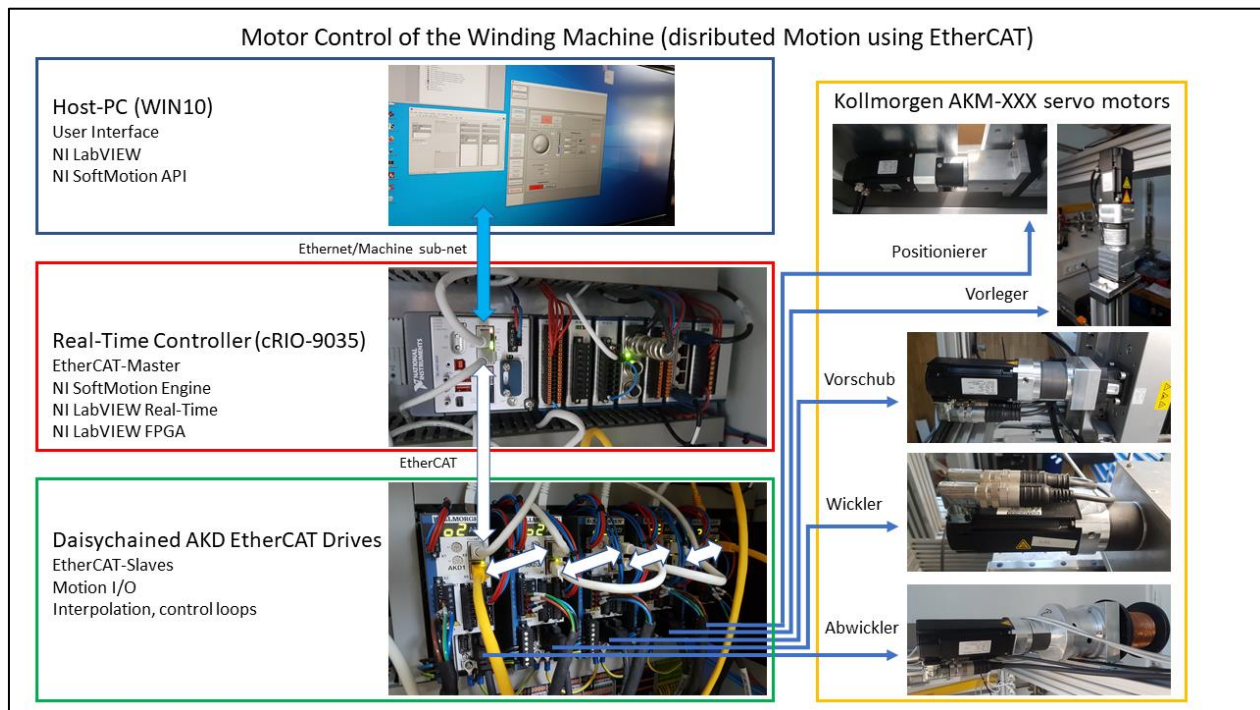 Motor Control of the Winding Machine (disributed Motion using EtherCAT)
Host-PC (WIN10)
User Interface
NI LabVIEW
NI SoftMotion API
Ethernet/Machine sub-net
Real-Time Controller (cRIO-9035)
EtherCAT-Master
NI SoftMotion Engine
NI LabVIEW Real-Time
NI LabVIEW FPGA
NATIONAL
INSTRUMENTS
EtherCAT
Daisychained AKD EtherCAT Drives
EtherCAT-Slaves
Motion I/O
Interpolation, control loops
AKD1
Kollmorgen AKM-XXX servo motors
Positionierer
Vorleger
Vorschub
Wickler
Abwickler